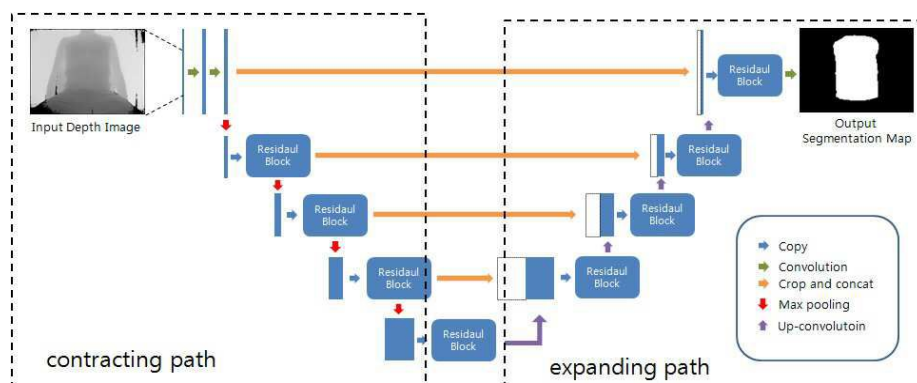 Input Depth Image
Residaul
Block
Output
Segmentation Map
Residaul
Block
Residaul
Block
Residaul
Block
Residaul
Block
Residaul
Block
Residaul
Block
Residaul
Block
Residaul
Block
contracting path
expanding path
Copy
Convolution
Crop and concat
Max pooling
Up-convolutoin